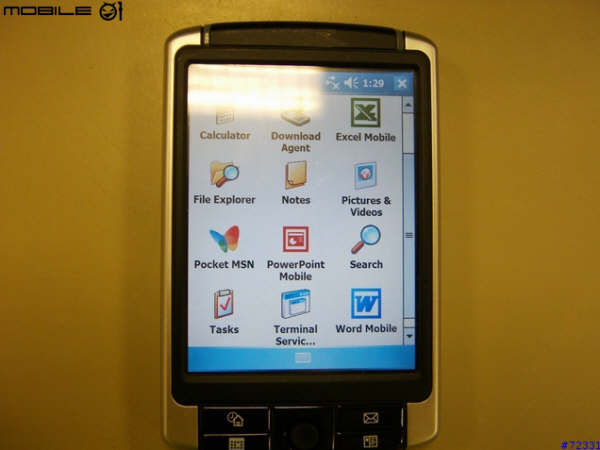 MOBILE
1:29
Calculator
Download Agent
Excel Mobile
File Explorer
Notes
Pictures & Videos
Pocket MSN
PowerPoint Mobile
Search
Tasks
Terminal Servic...
Word Mobile
#72331